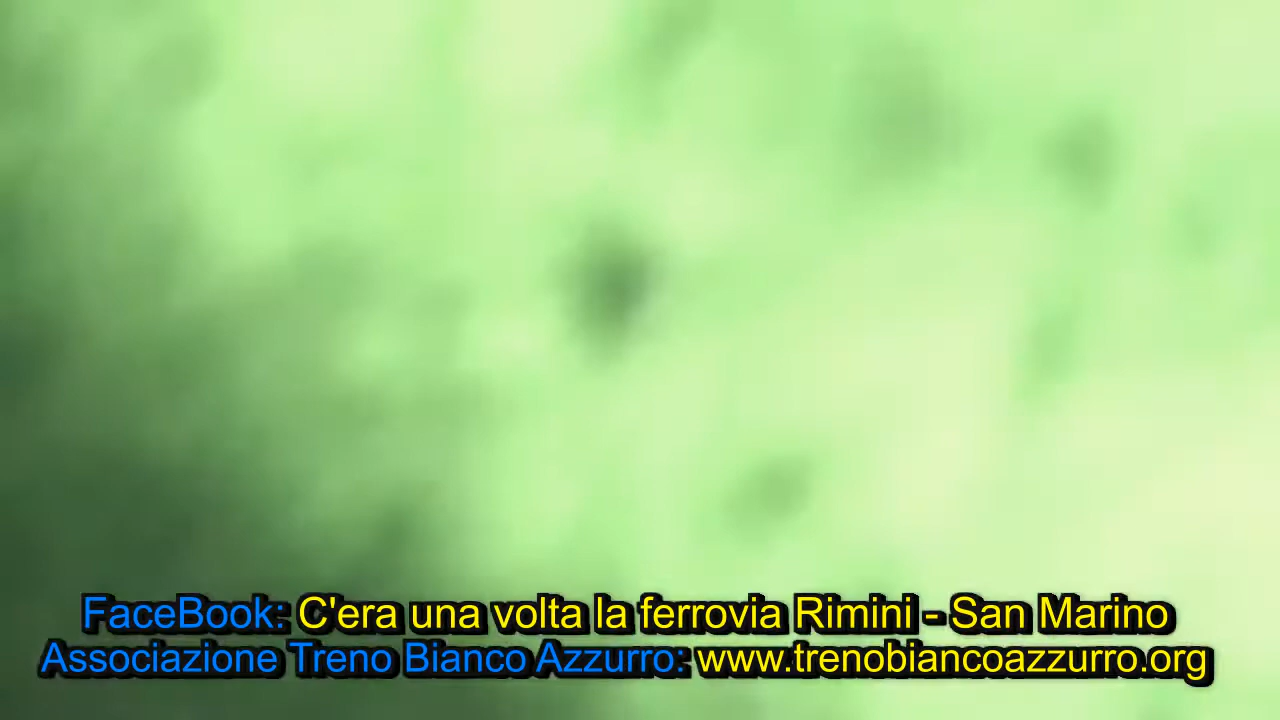 FaceBook: C'era una volta la ferrovia Rimini - San Marino
Associazione Treno Bianco Azzurro: www.trenobiancoazzurro.org